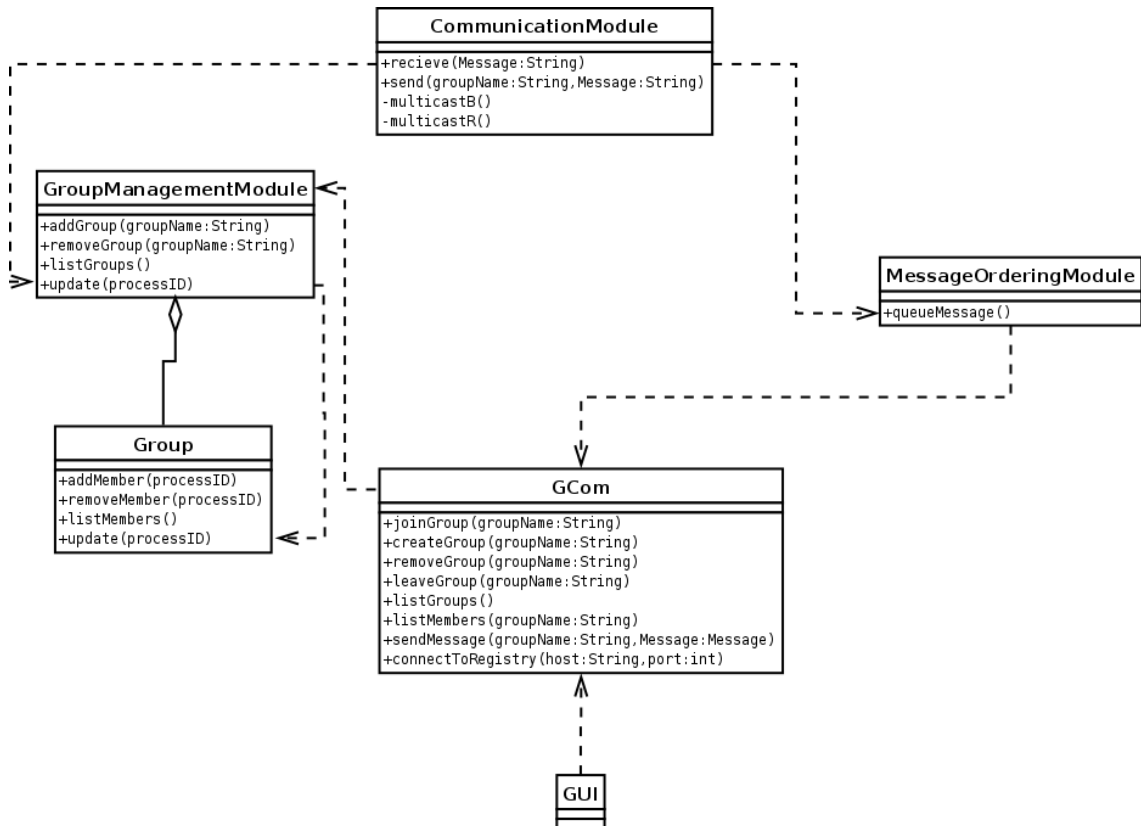 CommunicationModule
+recieve(Message:String)
+send(groupName:String,Message:String)
-multicastB()
-multicastR()
GroupManagementModule
+addGroup(groupName:String)
+removeGroup(groupName:String)
+listGroups()
+update(processID)
MessageOrderingModule
+queueMessage()
Group
+addMember(processID)
+removeMember(processID)
+listMembers()
+update(processID)
GCom
+joinGroup(groupName:String)
+createGroup(groupName:String)
+removeGroup(groupName:String)
+leaveGroup(groupName:String)
+listGroups()
+listMembers(groupName:String)
+sendMessage(groupName:String,Message:Message)
+connectToRegistry(host:String,port:int)
GUI